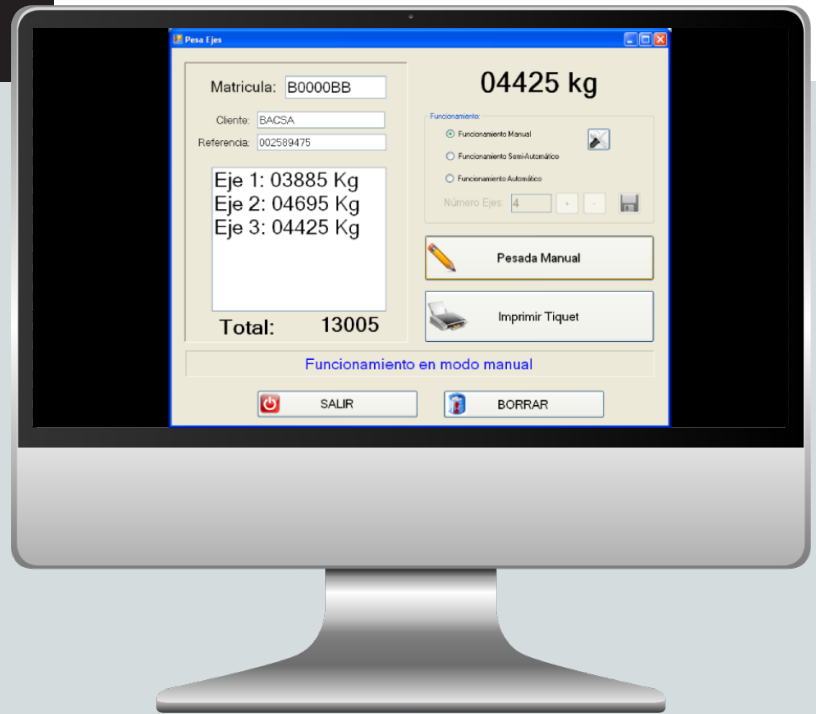 Pesa Ejes
Matricula: B0000BB
Cliente: BACSA
Referencia: 002589475
Eje 1: 03885 Kg
Eje 2: 04695 Kg
Eje 3: 04425 Kg
Total: 13005
04425 kg
Funcionamiento:
Funcionamiento Manual
Funcionamiento Semi-Automático
Funcionamiento Automático
Número Ejes: 4 + -
Pesada Manual
Imprimir Tiquet
Funcionamiento en modo manual
SALIR
BORRAR